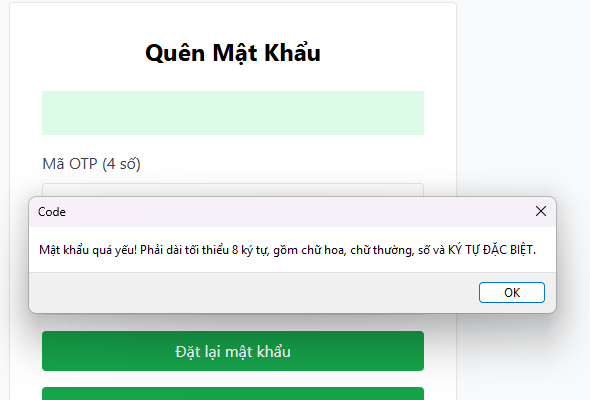 Quên Mật Khẩu
Mã OTP (4 số)
Code
Mật khẩu quá yếu! Phải dài tối thiểu 8 ký tự, gồm chữ hoa, chữ thường, số và KÝ TỰ ĐẶC BIỆT.
OK
Đặt lại mật khẩu